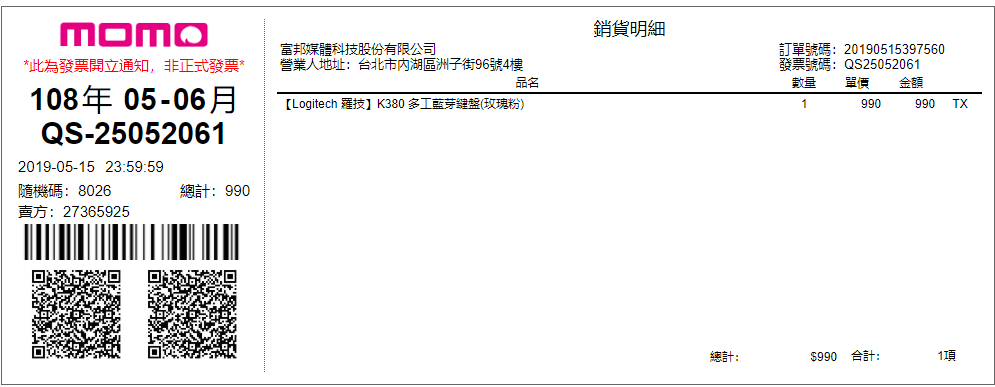 momo
*此為發票開立通知，非正式發票*
108年 05-06月
QS-25052061
2019-05-15 23:59:59
隨機碼：8026 總計：990
賣方：27365925
銷貨明細
富邦媒體科技股份有限公司 訂單號碼：20190515397560
營業人地址：台北市內湖區洲子街96號4樓 發票號碼：QS25052061
品名 數量 單價 金額
【Logitech 羅技】K380 多工藍芽鍵盤(玫瑰粉) 1 990 990 TX
總計： $990 合計： 1項